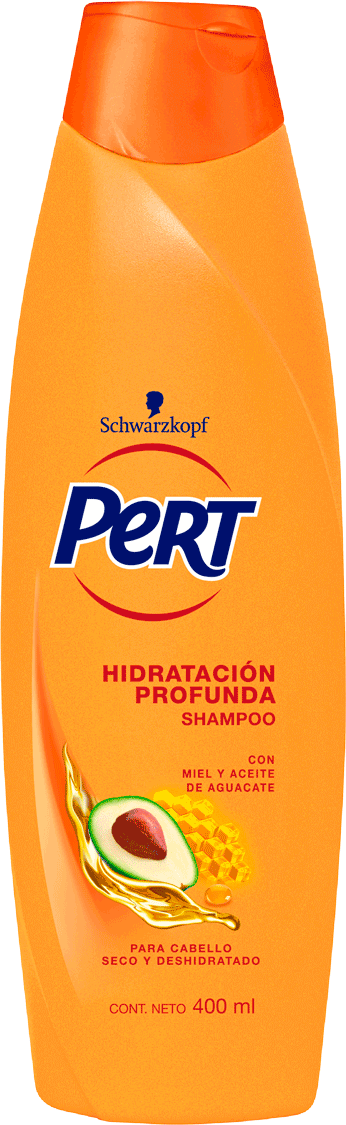 Schwarzkopf
PERT
HIDRATACIÓN
PROFUNDA
SHAMPOO
CON
MIEL Y ACEITE
DE AGUACATE
PARA CABELLO
SECO Y DESHIDRATADO
CONT. NETO 400 ml